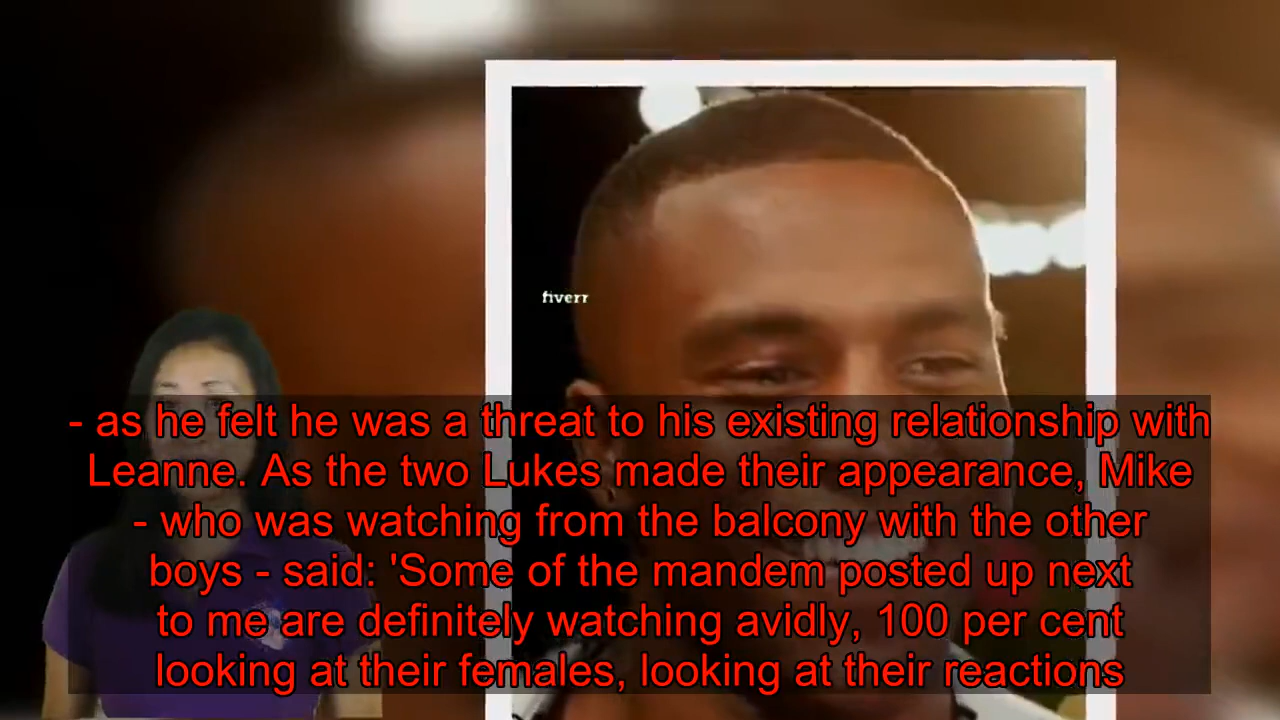 fiverr
- as he felt he was a threat to his existing relationship with
Leanne. As the two Lukes made their appearance, Mike
- who was watching from the balcony with the other
boys - said: 'Some of the mandem posted up next
to me are definitely watching avidly, 100 per cent
looking at their females, looking at their reactions